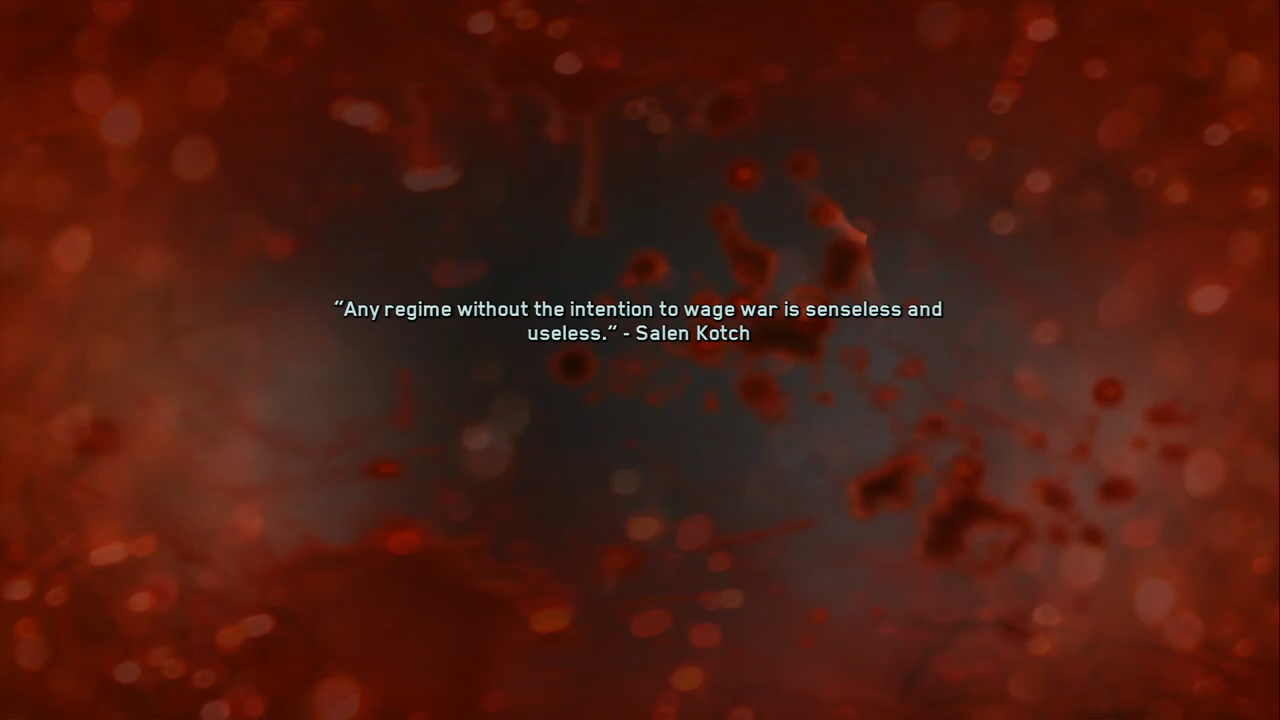 “Any regime without the intention to wage war is senseless and
useless.” - Salen Kotch